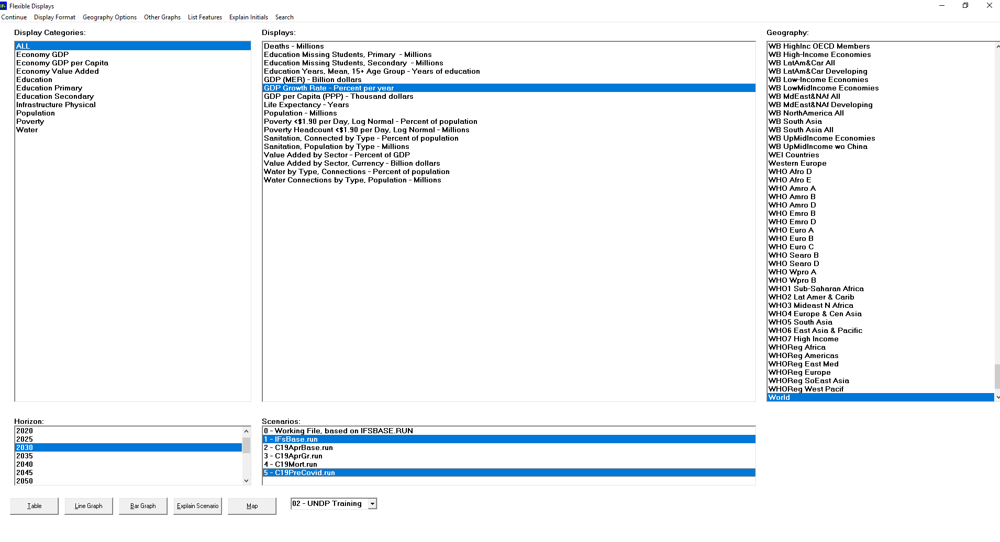 IFs Flexible Displays
Continue Display Format Geography Options Other Graphs List Features Explain Initials Search
Display Categories:
ALL
Economy GDP
Economy GDP per Capita
Economy Value Added
Education
Education Primary
Education Secondary
Infrastructure Physical
Population
Poverty
Water
Displays:
Deaths - Millions
Education Missing Students, Primary - Millions
Education Missing Students, Secondary - Millions
Education Years, Mean, 15+ Age Group - Years of education
GDP (MER) - Billion dollars
GDP Growth Rate - Percent per year
GDP per Capita (PPP) - Thousand dollars
Life Expectancy - Years
Population - Millions
Poverty <$1.90 per Day, Log Normal - Percent of population
Poverty Headcount <$1.90 per Day, Log Normal - Millions
Sanitation, Connected by Type - Percent of population
Sanitation, Population by Type - Millions
Value Added by Sector - Percent of GDP
Value Added by Sector, Currency - Billion dollars
Water by Type, Connections - Percent of population
Water Connections by Type, Population - Millions
Geography:
WB HighInc OECD Members
WB High-Income Economies
WB LatAm&Car All
WB LatAm&Car Developing
WB Low-Income Economies
WB LowMidIncome Economies
WB MdEast&NAf All
WB MdEast&NAf Developing
WB NorthAmerica All
WB South Asia
WB South Asia All
WB UpMidIncome Economies
WB UpMidIncome wo China
WEI Countries
Western Europe
WHO Afro D
WHO Afro E
WHO Amro A
WHO Amro B
WHO Amro D
WHO Emro B
WHO Emro D
WHO Euro A
WHO Euro B
WHO Euro C
WHO Searo B
WHO Searo D
WHO Wpro A
WHO Wpro B
WHO1 Sub-Saharan Africa
WHO2 Lat Amer & Carib
WHO3 Mideast N Africa
WHO4 Europe & Cen Asia
WHO5 South Asia
WHO6 East Asia & Pacific
WHO7 High Income
WHOReg Africa
WHOReg Americas
WHOReg East Med
WHOReg Europe
WHOReg SoEast Asia
WHOReg West Pacif
World
Horizon:
2020
2025
2030
2035
2040
2045
2050
Scenarios:
0 - Working File, based on IFSBASE.RUN
1 - IFsBase.run
2 - C19AprBase.run
3 - C19AprGr.run
4 - C19Mort.run
5 - C19PreCovid.run
Table Line Graph Bar Graph Explain Scenario Map 02 - UNDP Training